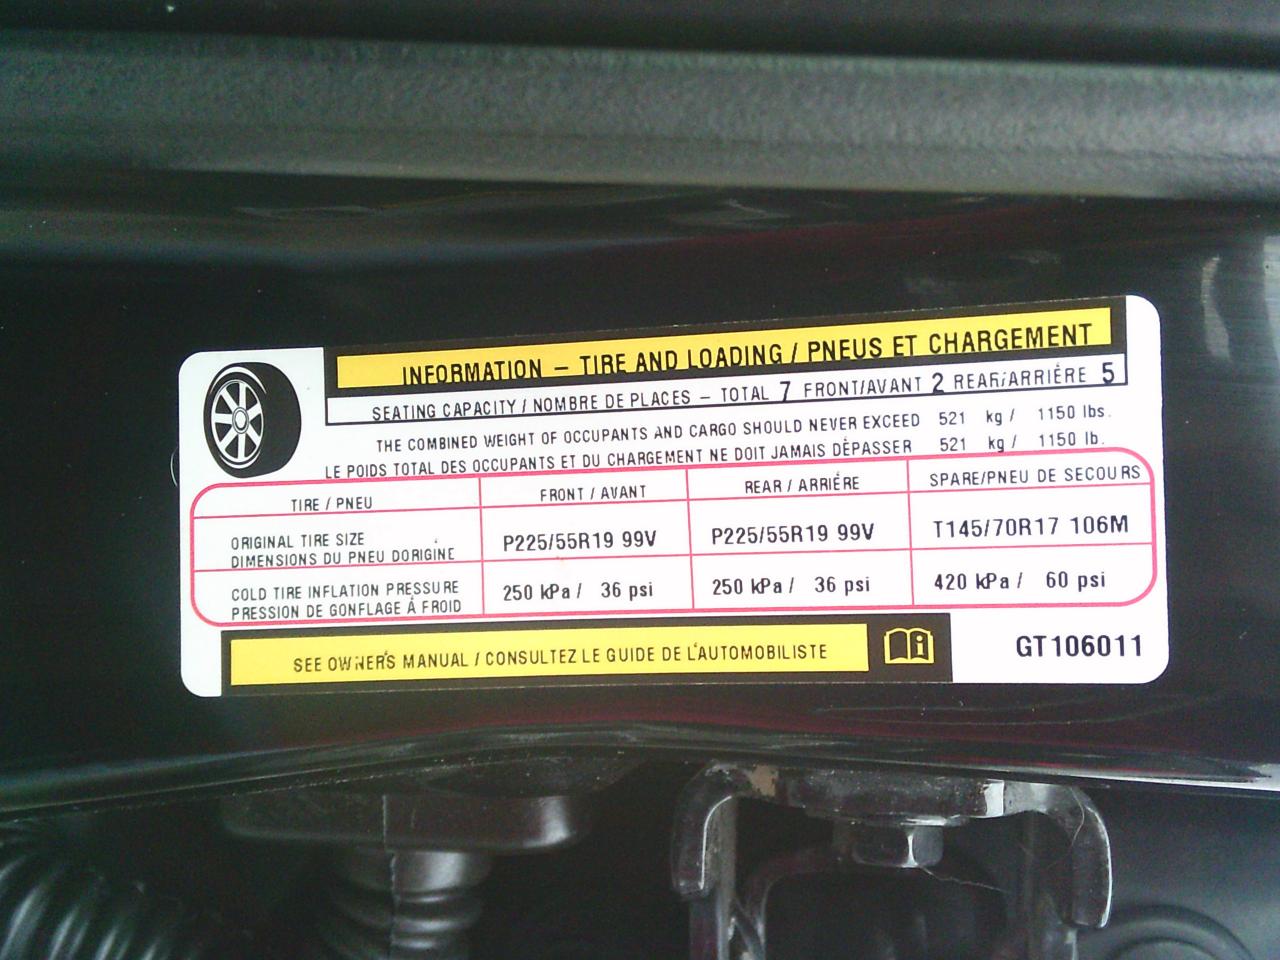 INFORMATION – TIRE AND LOADING / PNEUS ET CHARGEMENT
SEATING CAPACITY / NOMBRE DE PLACES – TOTAL 7 FRONT/AVANT 2 REAR/ARRIÈRE 5
THE COMBINED WEIGHT OF OCCUPANTS AND CARGO SHOULD NEVER EXCEED 521 kg / 1150 lbs.
LE POIDS TOTAL DES OCCUPANTS ET DU CHARGEMENT NE DOIT JAMAIS DÉPASSER 521 kg / 1150 lb.
TIRE / PNEU FRONT / AVANT REAR / ARRIÉRE SPARE/PNEU DE SECOURS
ORIGINAL TIRE SIZE
DIMENSIONS DU PNEU DORIGINE P225/55R19 99V P225/55R19 99V T145/70R17 106M
COLD TIRE INFLATION PRESSURE
PRESSION DE GONFLAGE À FROID 250 kPa / 36 psi 250 kPa / 36 psi 420 kPa / 60 psi
SEE OWNER'S MANUAL / CONSULTEZ LE GUIDE DE L'AUTOMOBILISTE
GT106011